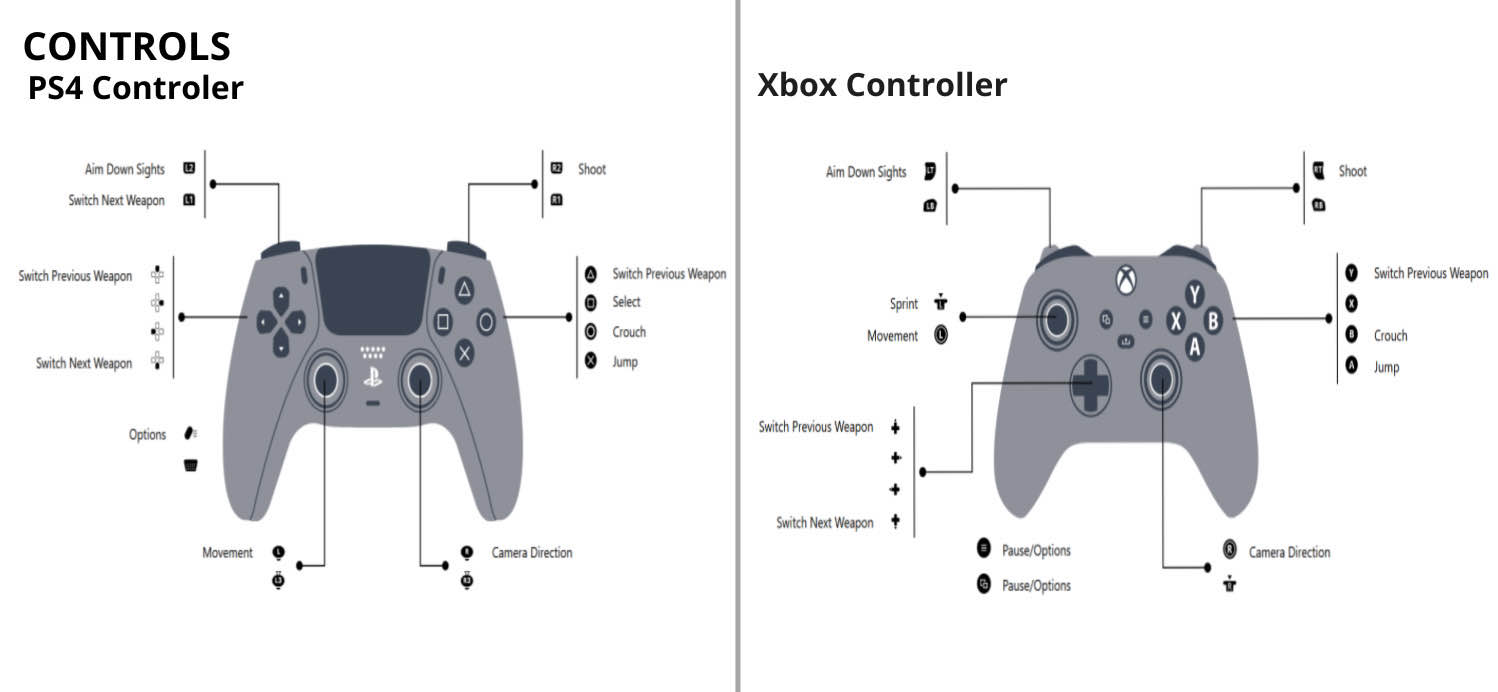 CONTROLS
PS4 Controler
Aim Down Sights L2
Switch Next Weapon L1
R2 Shoot
R1
Switch Previous Weapon
Switch Next Weapon
Switch Previous Weapon
Select
Crouch
Jump
Options
Movement L
L3
R Camera Direction
R3
Xbox Controller
Aim Down Sights LT
LB
RT Shoot
RB
Sprint L
Movement L
Y Switch Previous Weapon
X
B Crouch
A Jump
Y
X B
A
Switch Previous Weapon
Switch Next Weapon
Pause/Options
Pause/Options
R Camera Direction
R